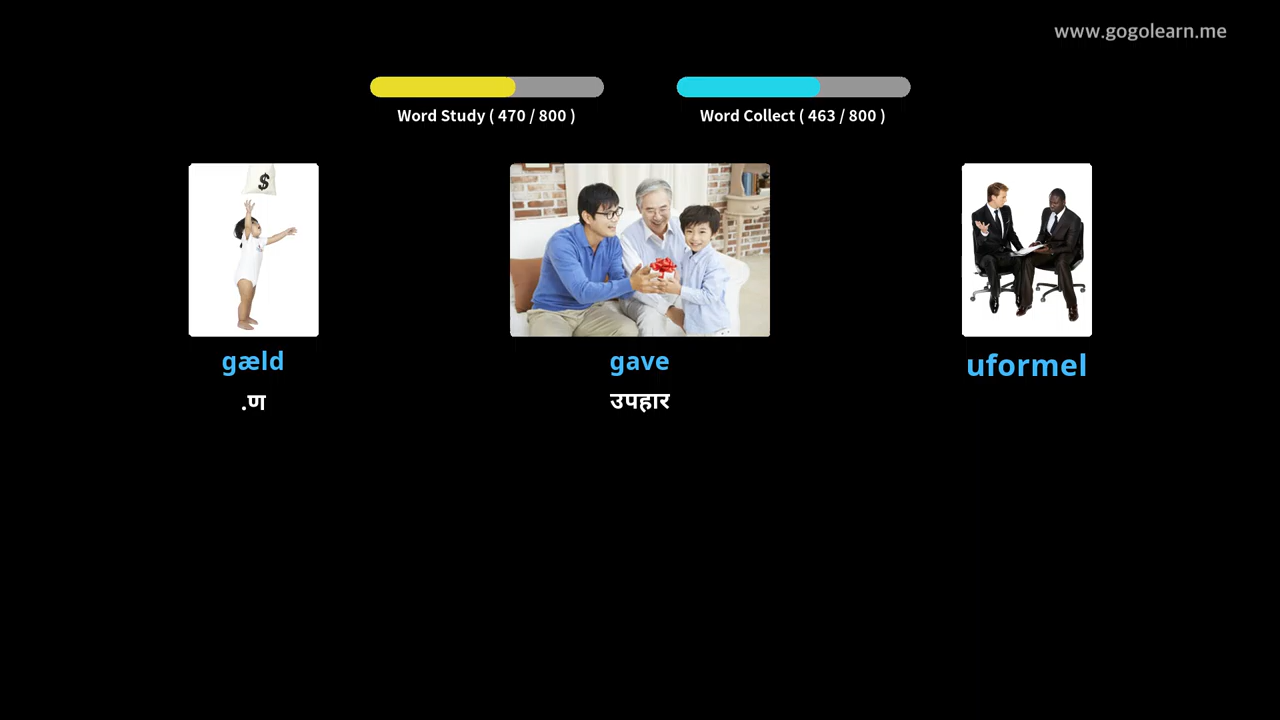 www.gogolearn.me
Word Study ( 470 / 800 )
Word Collect ( 463 / 800 )
$
gæld
gave
uformel
.ण
उपहार